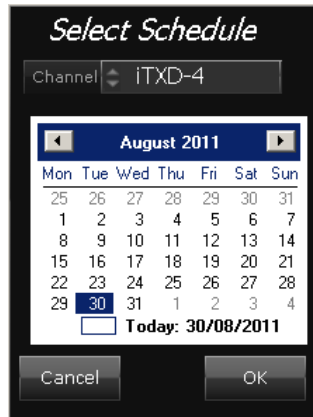 Select Schedule
Channel iTXD-4
August 2011
Mon Tue Wed Thu Fri Sat Sun
25 26 27 28 29 30 31
1 2 3 4 5 6 7
8 9 10 11 12 13 14
15 16 17 18 19 20 21
22 23 24 25 26 27 28
29 30 31 1 2 3 4
Today: 30/08/2011
Cancel OK